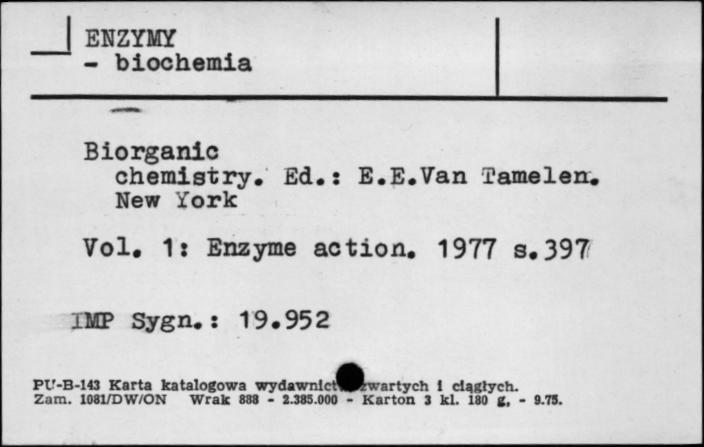 ENZYMY
- biochemia
Biorganic
chemistry. Ed.: E.E.Van Tamelen.
New York
Vol. 1: Enzyme action. 1977 s.397
IMP Sygn.: 19.952
PU-B-143 Karta katalogowa wydawnictw zwartych i ciągłych.
Zam. 1081/DW/ON Wrak 888 - 2.385.000 - Karton 3 kl. 180 g, - 9.75.